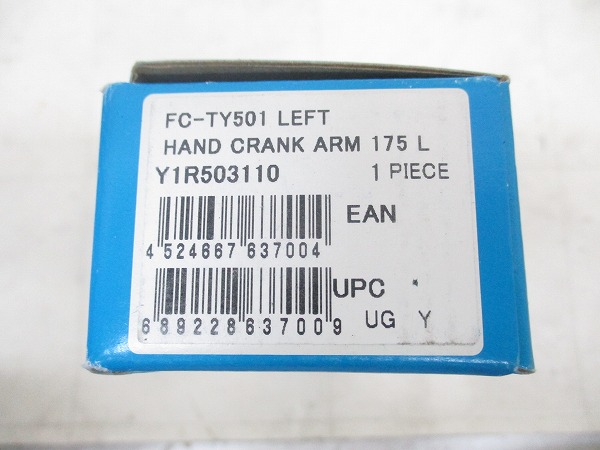 FC-TY501 LEFT
HAND CRANK ARM 175 L
Y1R503110 1 PIECE
EAN
4 524667 637004
UPC
6 89228 63700 9
UG Y